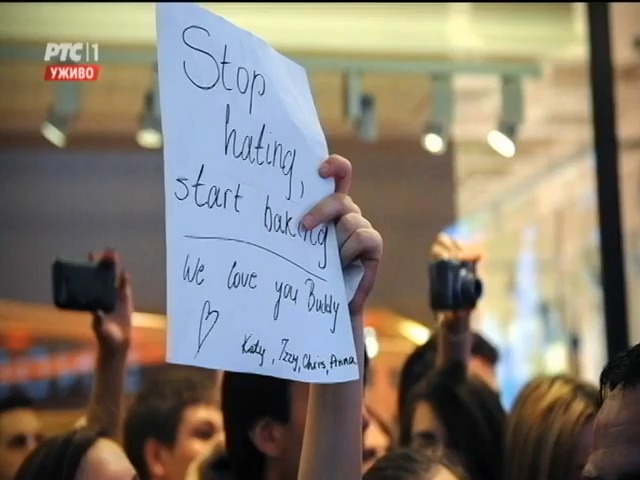 РТС|1
УЖИВО
Stop
hating,
start baking
We love you Buddy
Katy, Izzy, Chris, Anna